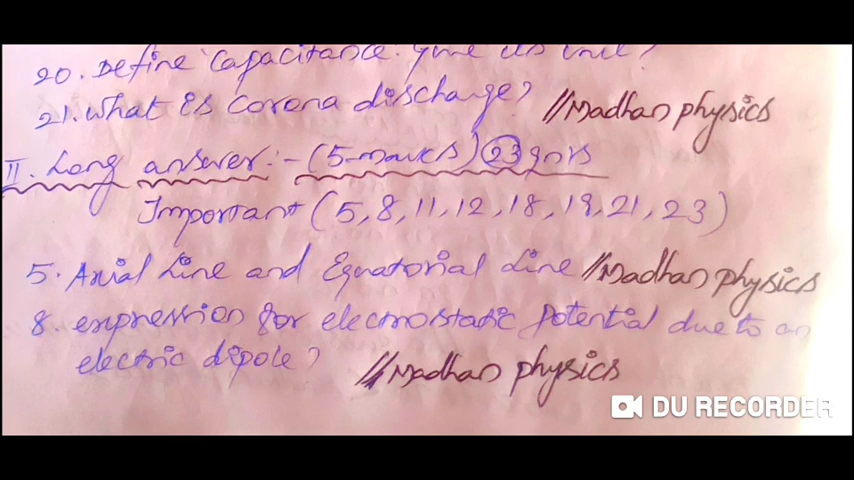 20. Define capacitance. Give its unit?
21. What is corona discharge? //Madhan physics
II. Long answer:- (5-marks) 23 qns
Important (5, 8, 11, 12, 18, 19, 21, 23)
5. Axial Line and Equatorial Line //Madhan physics
8. expression for electrostatic potential due to an
electric dipole?
//Madhan physics
DU RECORDER